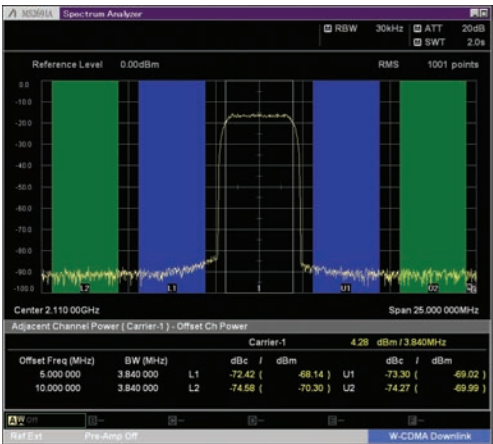 MS2691A Spectrum Analyzer
RBW 30kHz ATT 20dB
SWT 2.0s
Reference Level 0.00dBm RMS 1001 points
0.0
-10.0
-20.0
-30.0
-40.0
-50.0
-60.0
-70.0
-80.0
-90.0
-100.0
L2 L1 1 U1 U2
Center 2.110 00GHz Span 25.000 000MHz
Adjacent Channel Power ( Carrier-1 ) - Offset Ch Power
Carrier-1 4.28 dBm / 3.840MHz
Offset Freq (MHz) BW (MHz) dBc / dBm dBc / dBm
5.000 000 3.840 000 L1 -72.42 ( -68.14 ) U1 -73.30 ( -69.02 )
10.000 000 3.840 000 L2 -74.58 ( -70.30 ) U2 -74.27 ( -69.99 )
Off
Ref.Ext Pre-Amp Off W-CDMA Downlink